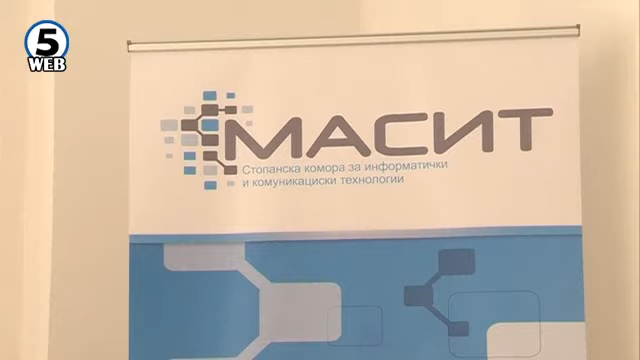 5
WEB
МАСИТ
Стопанска комора за информатички
и комуникациски технологии